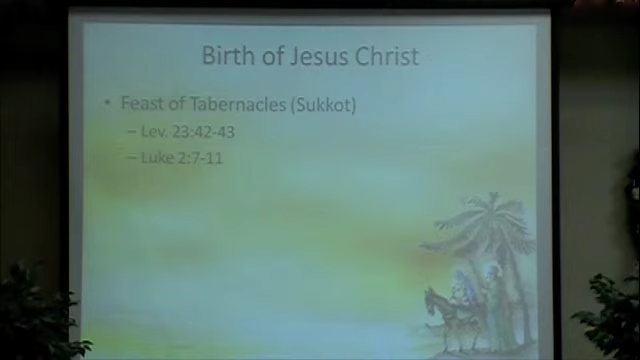 Birth of Jesus Christ
• Feast of Tabernacles (Sukkot)
– Lev. 23:42-43
– Luke 2:7-11